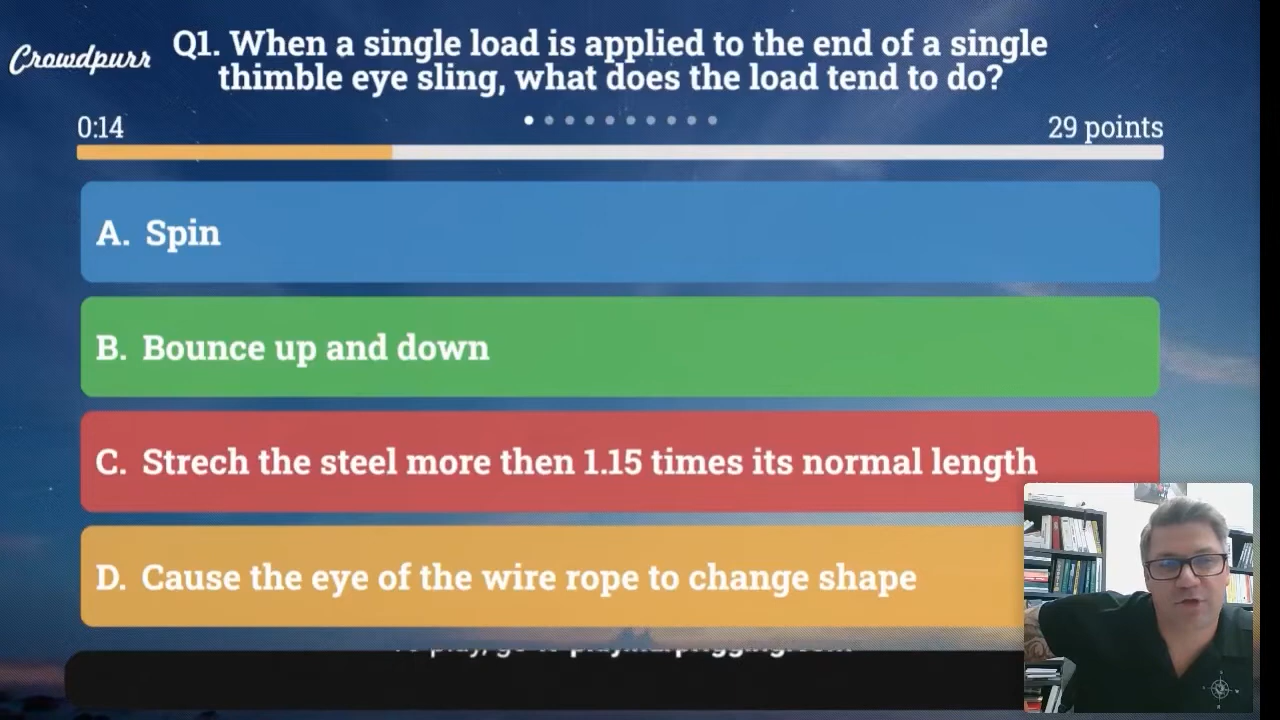 Crowdpurr
Q1. When a single load is applied to the end of a single
thimble eye sling, what does the load tend to do?
0:14
29 points
A. Spin
B. Bounce up and down
C. Strech the steel more then 1.15 times its normal length
D. Cause the eye of the wire rope to change shape